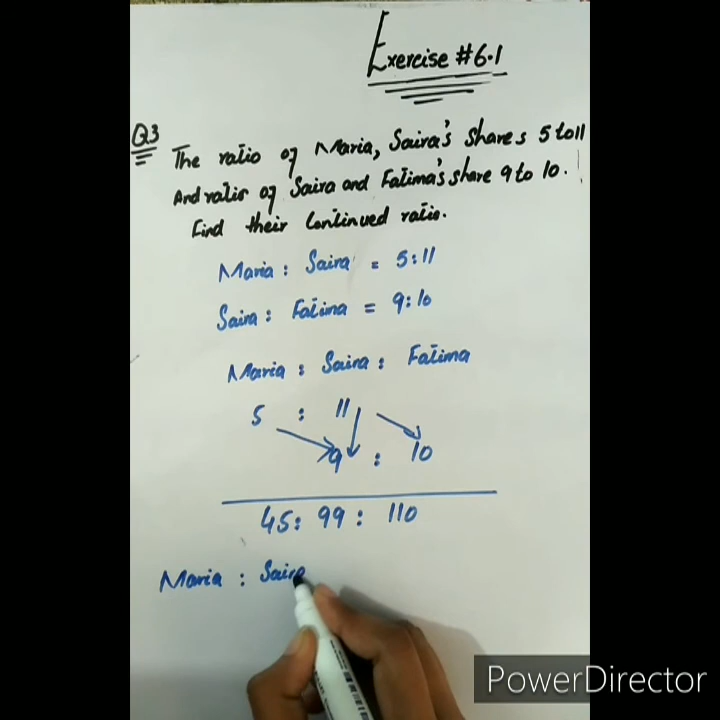 Exercise #6.1
Q3
The ratio of Maria, Saira's shares 5 to 11
And ratio of Saira and Fatima's share 9 to 10.
Find their Continued ratio.
Maria : Saira = 5:11
Saira : Fatima = 9:10
Maria : Saira : Fatima
5 : 11
9 : 10
45 : 99 : 110
Maria : Saira
PowerDirector